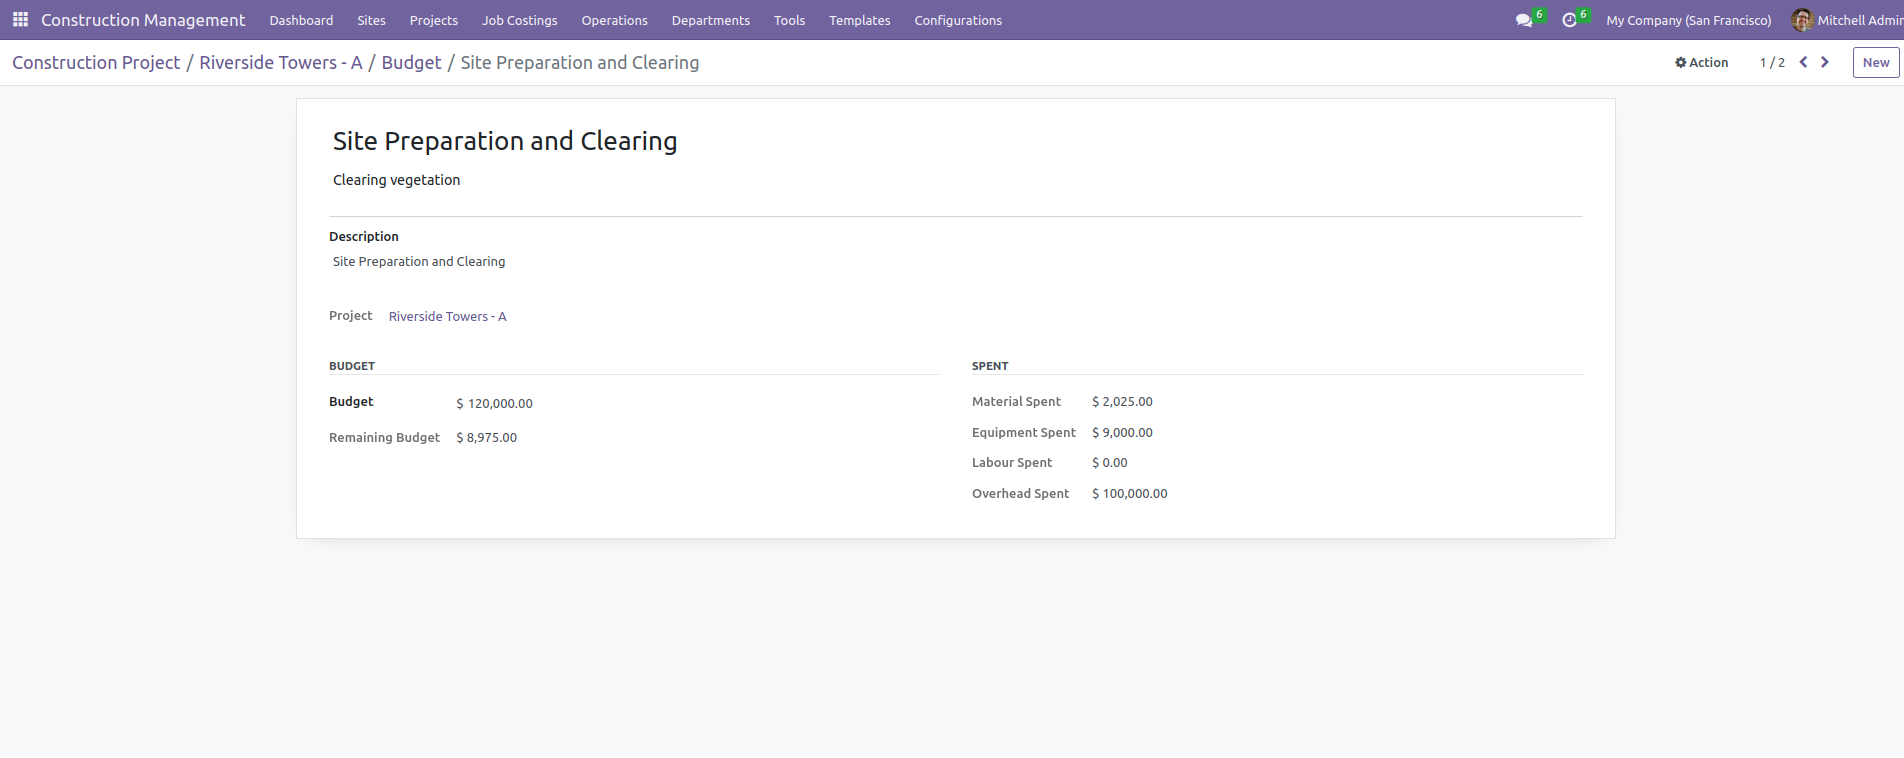 Construction Management Dashboard Sites Projects Job Costings Operations Departments Tools Templates Configurations 6 6 My Company (San Francisco) Mitchell Admin
Construction Project / Riverside Towers - A / Budget / Site Preparation and Clearing Action 1 / 2 New
Site Preparation and Clearing
Clearing vegetation
Description
Site Preparation and Clearing
Project Riverside Towers - A
BUDGET SPENT
Budget $ 120,000.00 Material Spent $ 2,025.00
Equipment Spent $ 9,000.00
Remaining Budget $ 8,975.00
Labour Spent $ 0.00
Overhead Spent $ 100,000.00